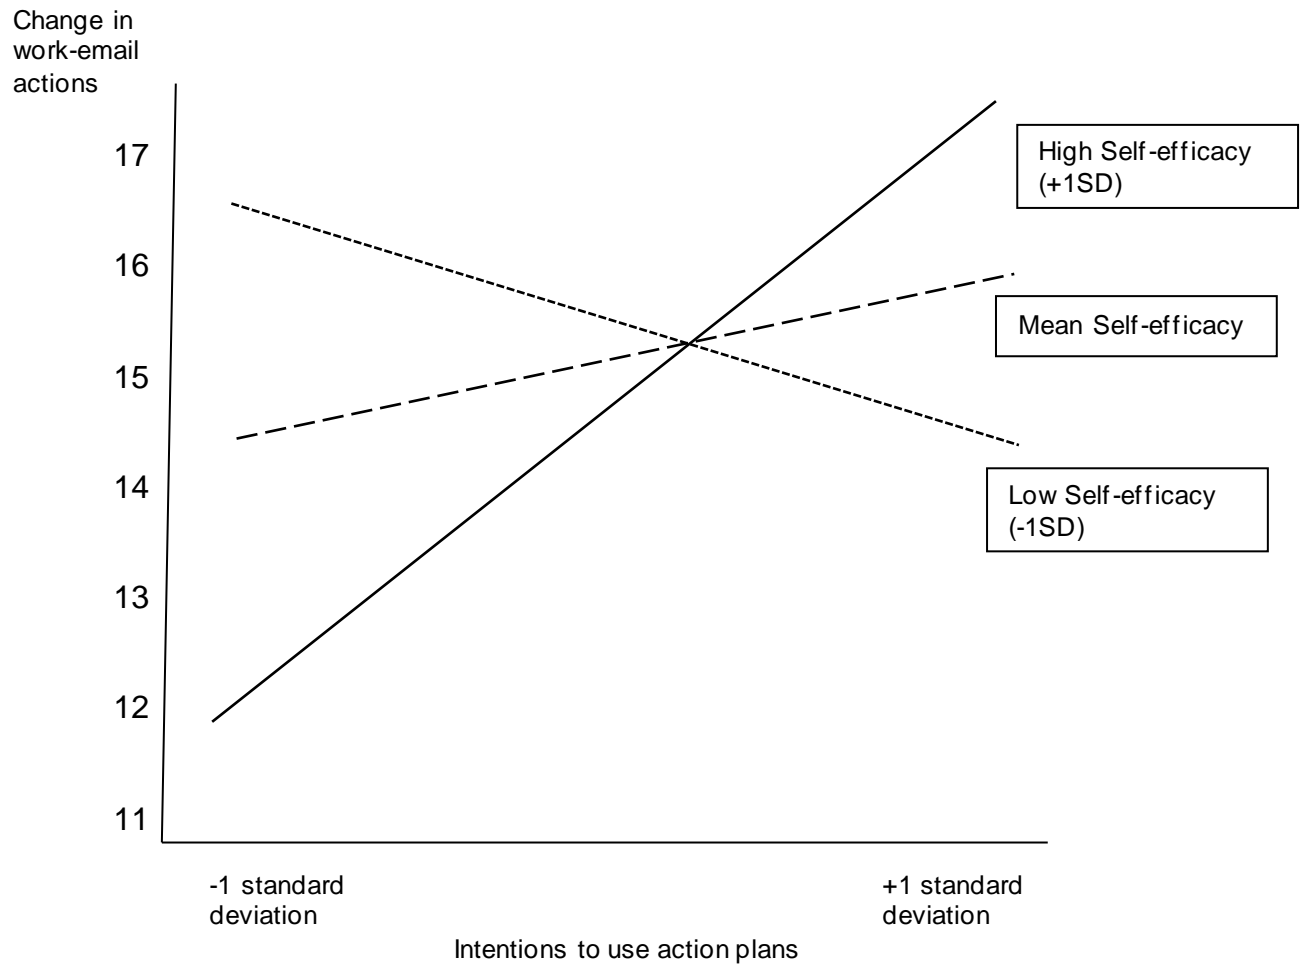 Change in
work-email
actions
17
16
15
14
13
12
11
High Self-efficacy
(+1SD)
Mean Self-efficacy
Low Self-efficacy
(-1SD)
-1 standard
deviation
+1 standard
deviation
Intentions to use action plans